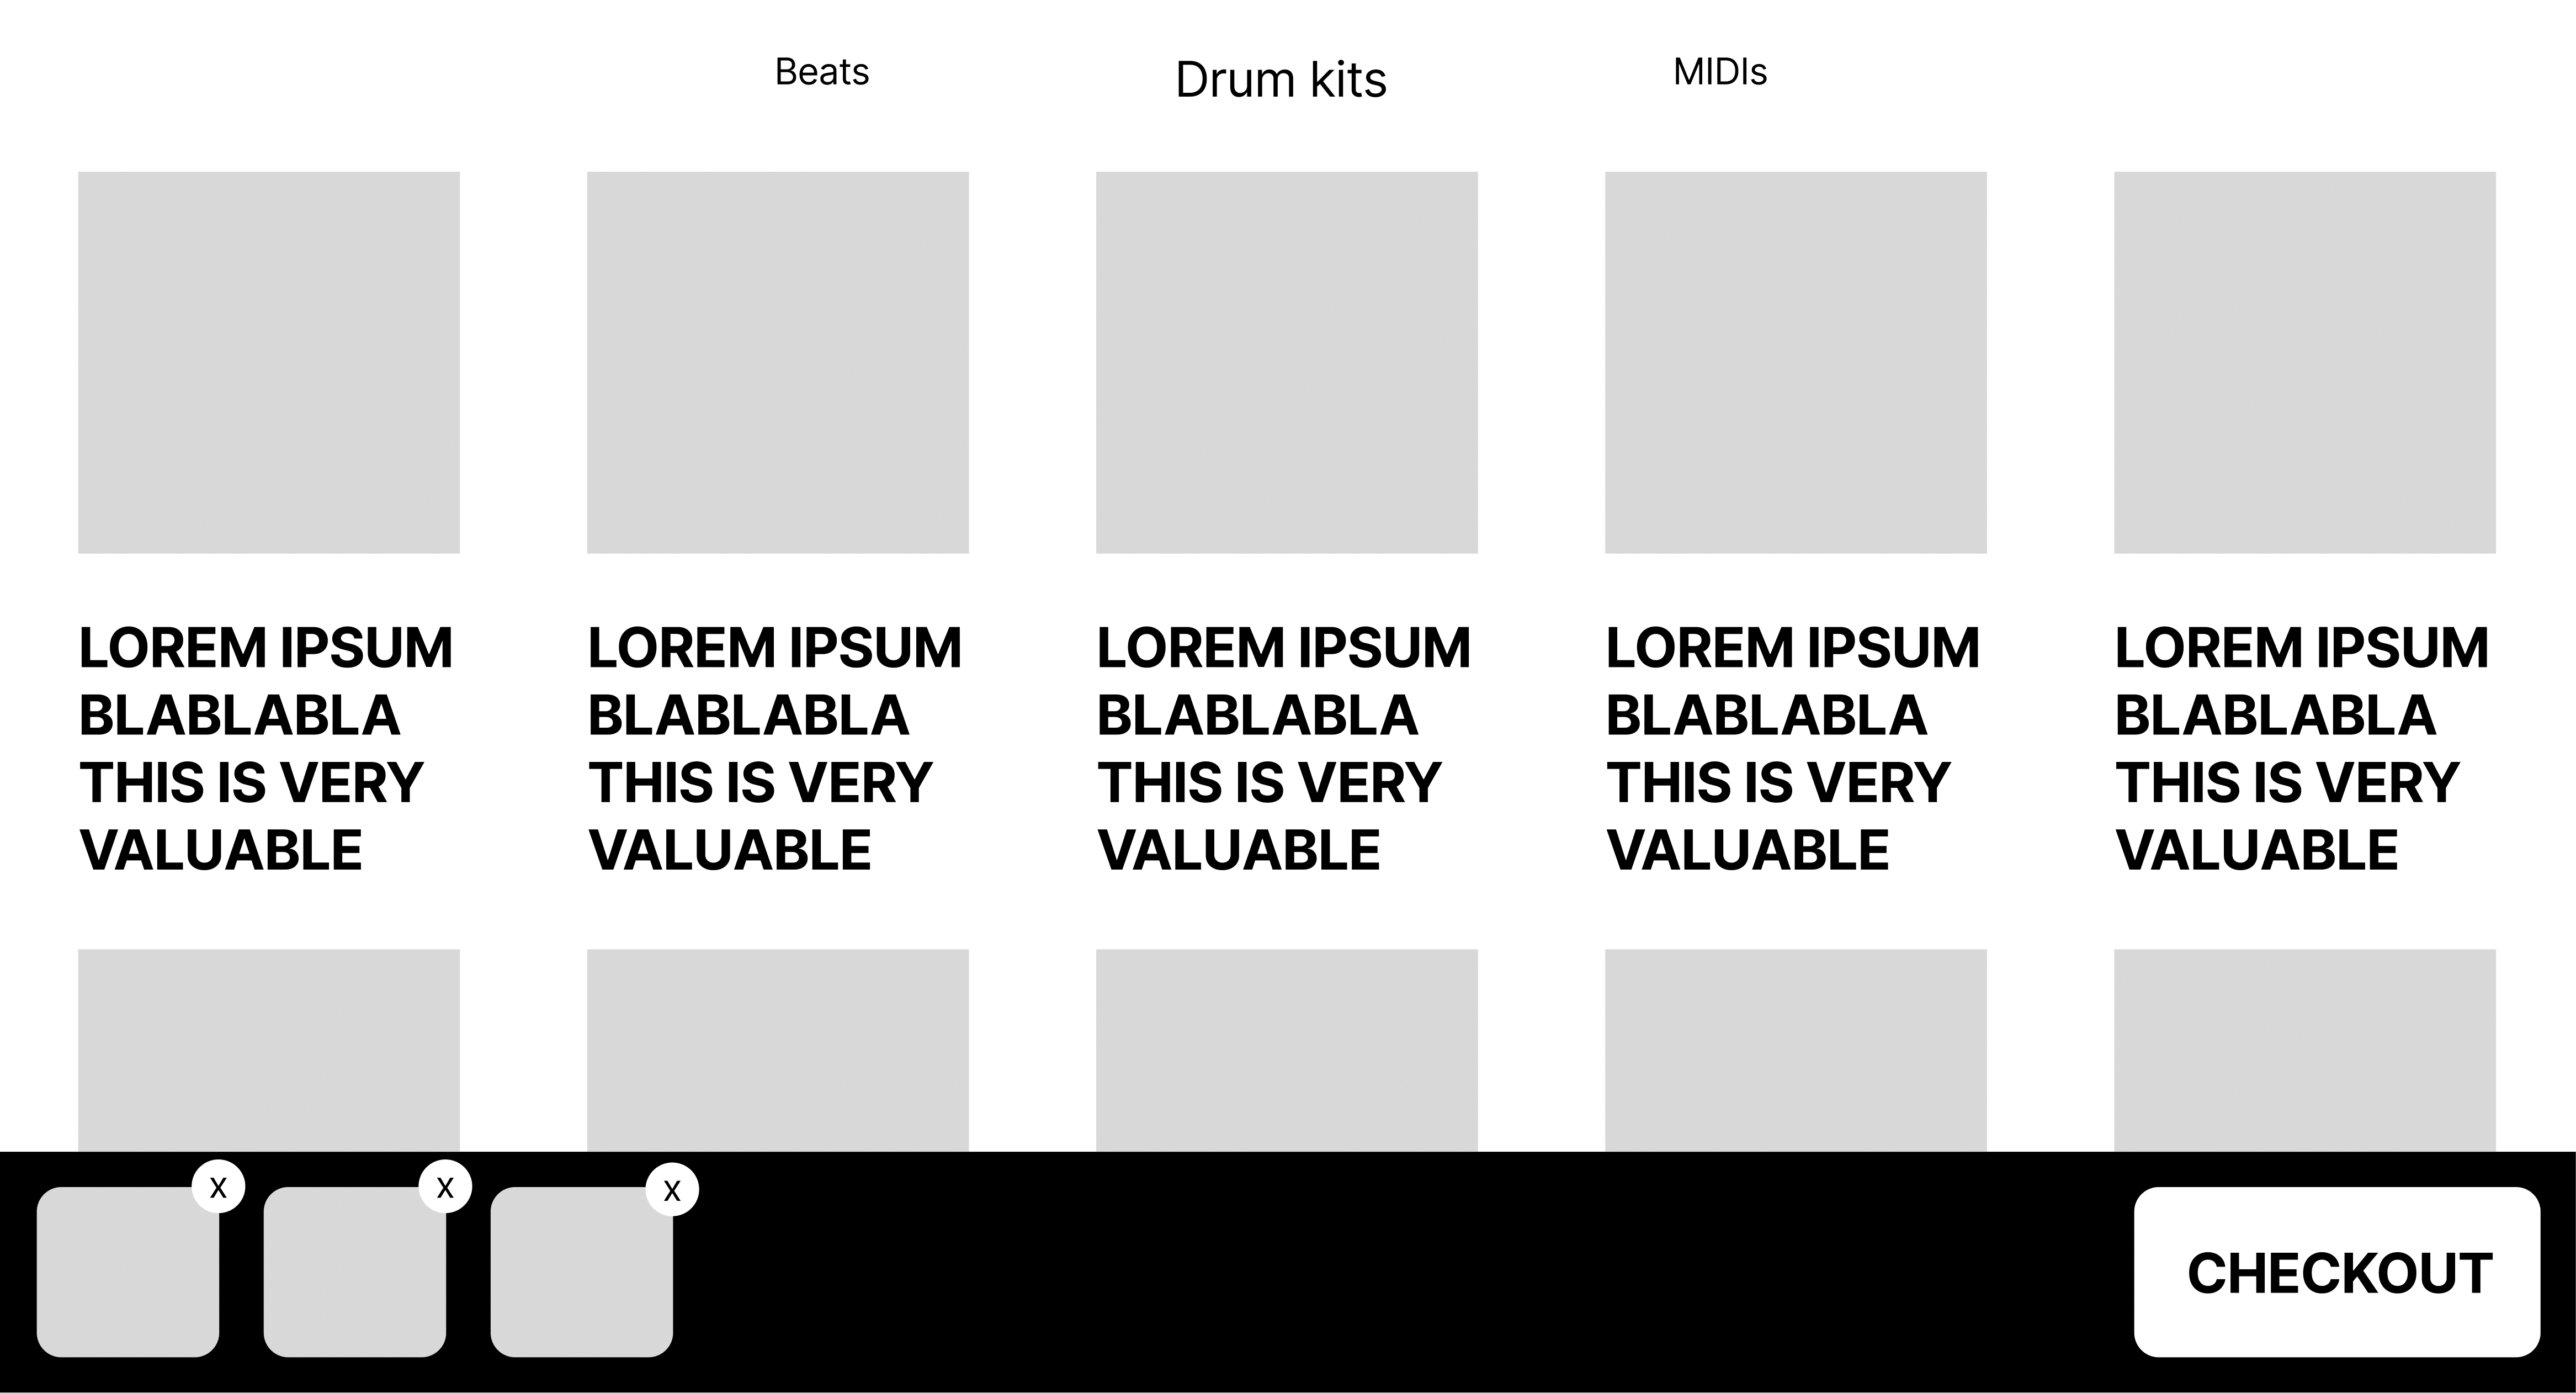 Beats
Drum kits
MIDIs
LOREM IPSUM
BLABLABLA
THIS IS VERY
VALUABLE
LOREM IPSUM
BLABLABLA
THIS IS VERY
VALUABLE
LOREM IPSUM
BLABLABLA
THIS IS VERY
VALUABLE
LOREM IPSUM
BLABLABLA
THIS IS VERY
VALUABLE
LOREM IPSUM
BLABLABLA
THIS IS VERY
VALUABLE
x
x
x
CHECKOUT